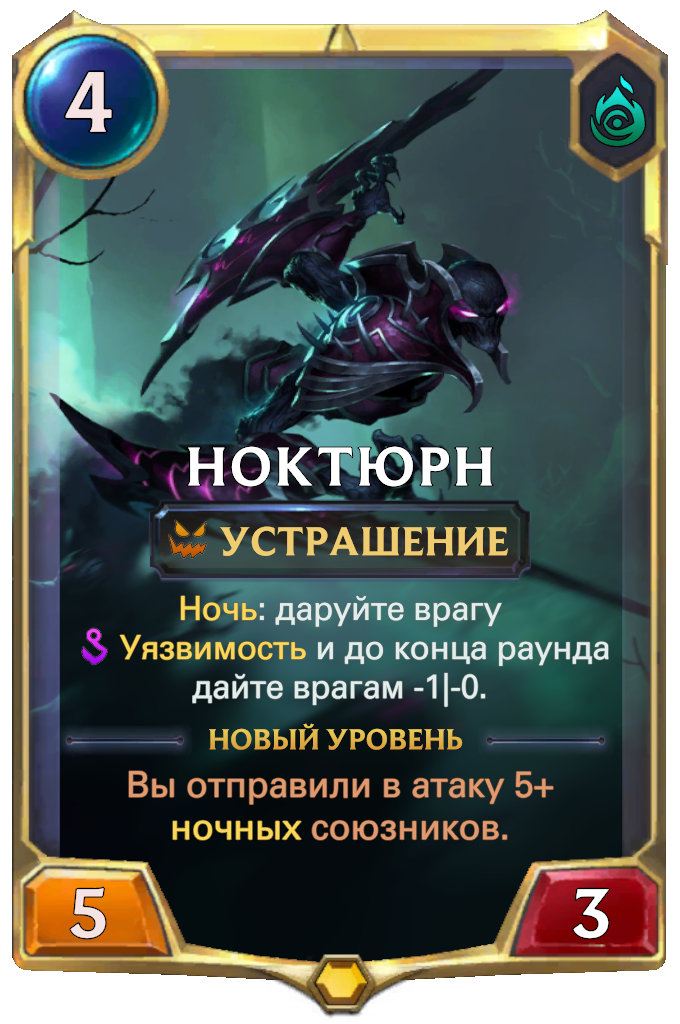 4
НОКТЮРН
УСТРАШЕНИЕ
Ночь: даруйте врагу
Уязвимость и до конца раунда
дайте врагам -1|-0.
НОВЫЙ УРОВЕНЬ
Вы отправили в атаку 5+
ночных союзников.
5
3